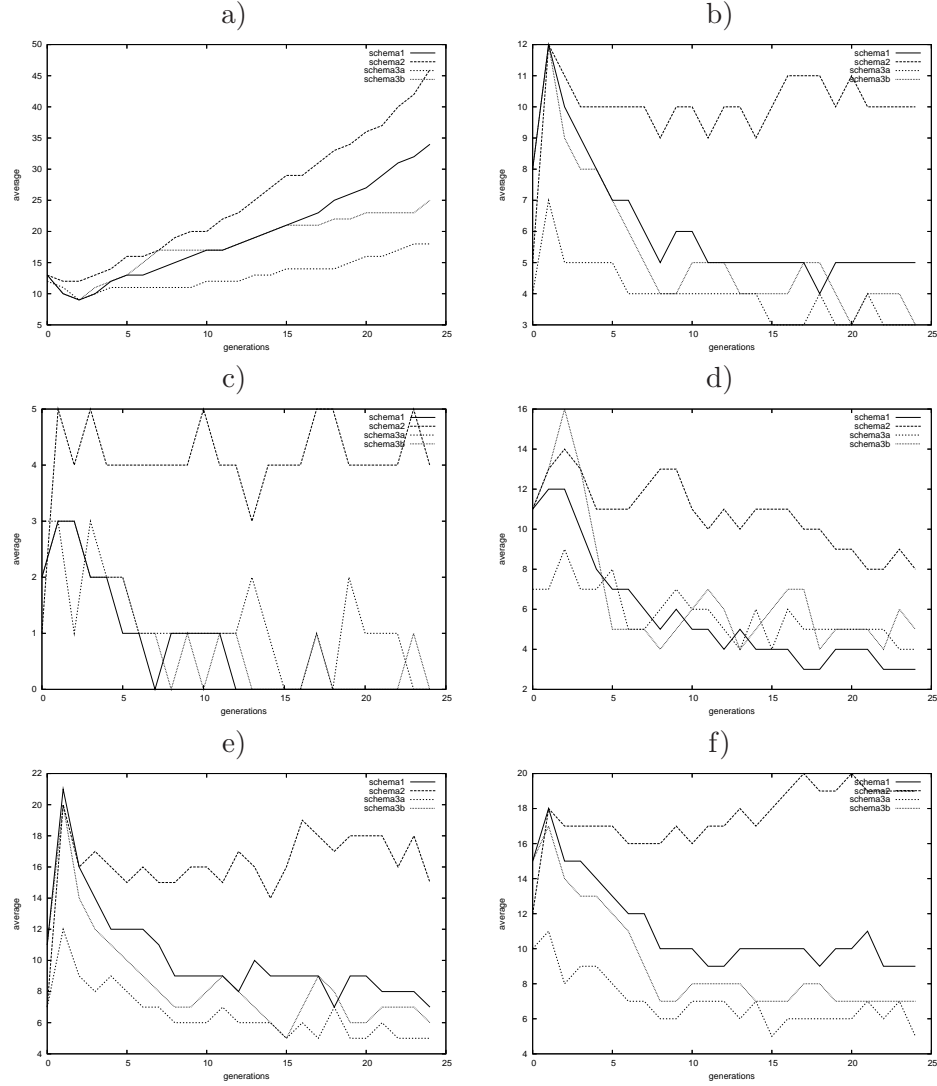 a)
50
45
40
35
30
25
20
15
10
5
0 5 10 15 20 25
average
generations
schema1
schema2
schema3a
schema3b
b)
12
11
10
9
8
7
6
5
4
3
0 5 10 15 20 25
average
generations
schema1
schema2
schema3a
schema3b
c)
5
4
3
2
1
0
0 5 10 15 20 25
average
generations
schema1
schema2
schema3a
schema3b
d)
16
14
12
10
8
6
4
2
0 5 10 15 20 25
average
generations
schema1
schema2
schema3a
schema3b
e)
22
20
18
16
14
12
10
8
6
4
0 5 10 15 20 25
average
generations
schema1
schema2
schema3a
schema3b
f)
20
18
16
14
12
10
8
6
4
0 5 10 15 20 25
average
generations
schema1
schema2
schema3a
schema3b